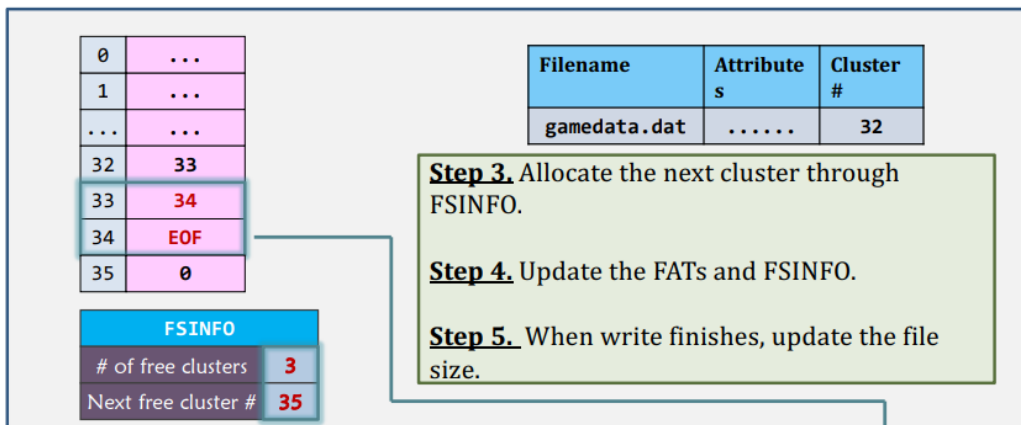 0 ...
1 ...
... ...
32 33
33 34
34 EOF
35 0
FSINFO
# of free clusters 3
Next free cluster # 35
Filename Attribute Cluster
s #
gamedata.dat ...... 32
Step 3. Allocate the next cluster through
FSINFO.
Step 4. Update the FATs and FSINFO.
Step 5. When write finishes, update the file
size.